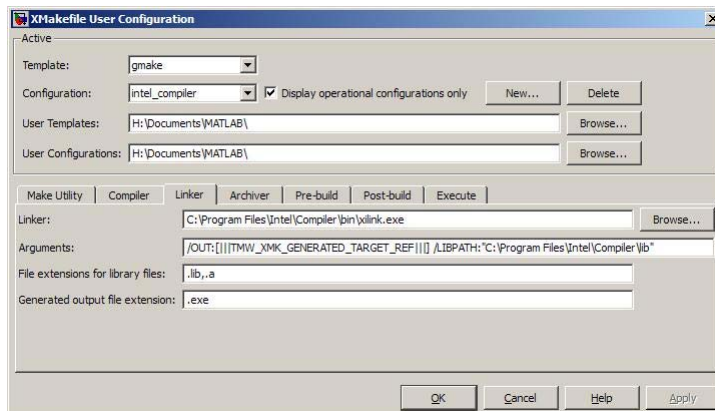 XMakefile User Configuration
Active
Template: gmake
Configuration: intel_compiler Display operational configurations only New... Delete
User Templates: H:\Documents\MATLAB\ Browse...
User Configurations: H:\Documents\MATLAB\ Browse...
Make Utility Compiler Linker Archiver Pre-build Post-build Execute
Linker: C:\Program Files\Intel\Compiler\bin\xilink.exe Browse...
Arguments: /OUT:[|||TMW_XMK_GENERATED_TARGET_REF|||] /LIBPATH:"C:\Program Files\Intel\Compiler\lib"
File extensions for library files: .lib,.a
Generated output file extension: .exe
OK Cancel Help Apply